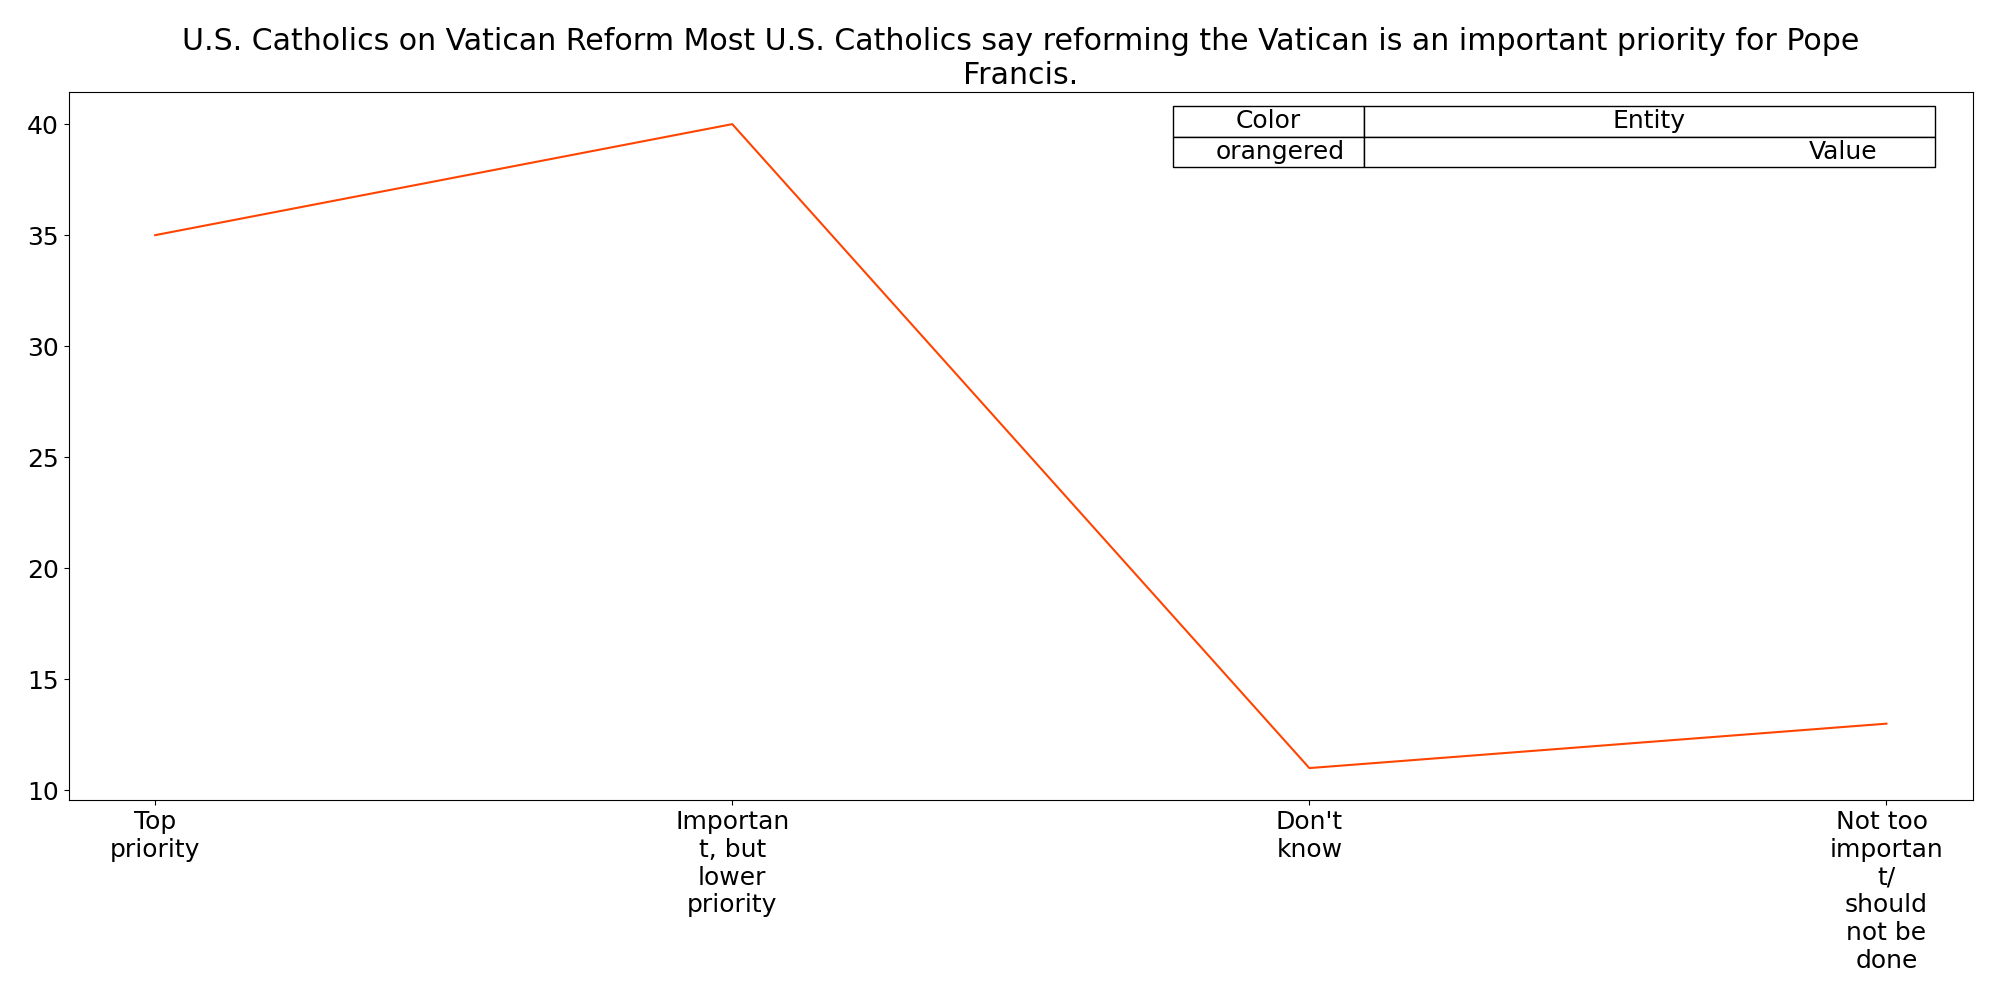 U.S. Catholics on Vatican Reform Most U.S. Catholics say reforming the Vatican is an important priority for Pope
Francis.
Color Entity
orangered Value
40
35
30
25
20
15
10
Top
priority
Importan
t, but
lower
priority
Don't
know
Not too
importan
t/
should
not be
done